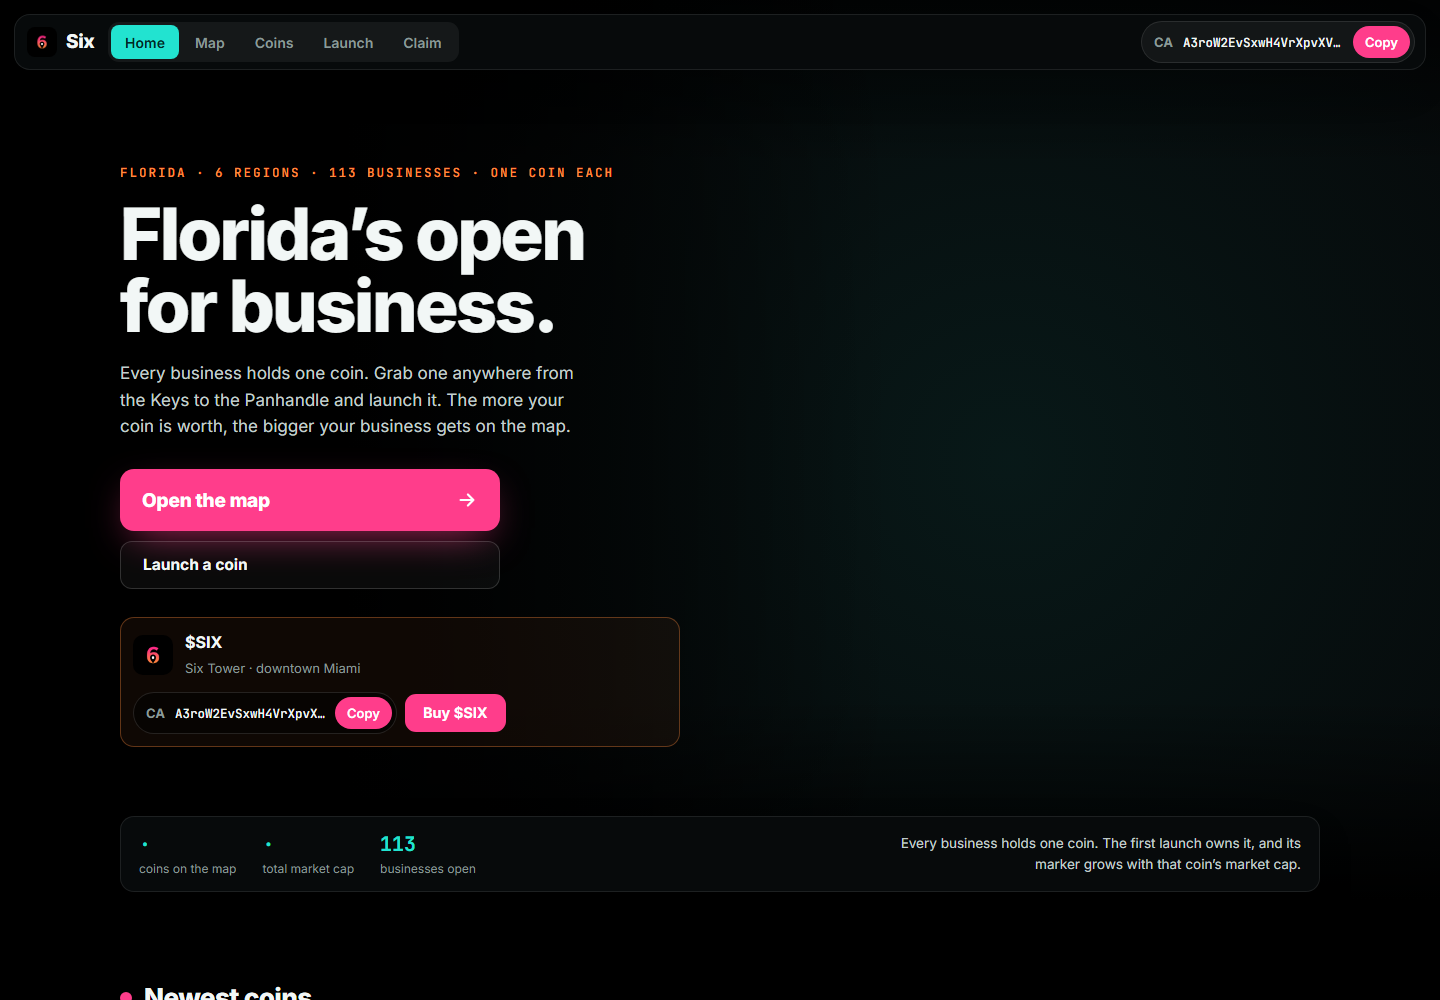 6 Six Home Map Coins Launch Claim CA A3roW2EvSxwH4VrXpvXV… Copy
FLORIDA · 6 REGIONS · 113 BUSINESSES · ONE COIN EACH
Florida’s open
for business.
Every business holds one coin. Grab one anywhere from
the Keys to the Panhandle and launch it. The more your
coin is worth, the bigger your business gets on the map.
Open the map →
Launch a coin
6 $SIX
Six Tower · downtown Miami
CA A3roW2EvSxwH4VrXpvX… Copy Buy $SIX
· coins on the map
· total market cap
113 businesses open
Every business holds one coin. The first launch owns it, and its
marker grows with that coin’s market cap.
Newest coins